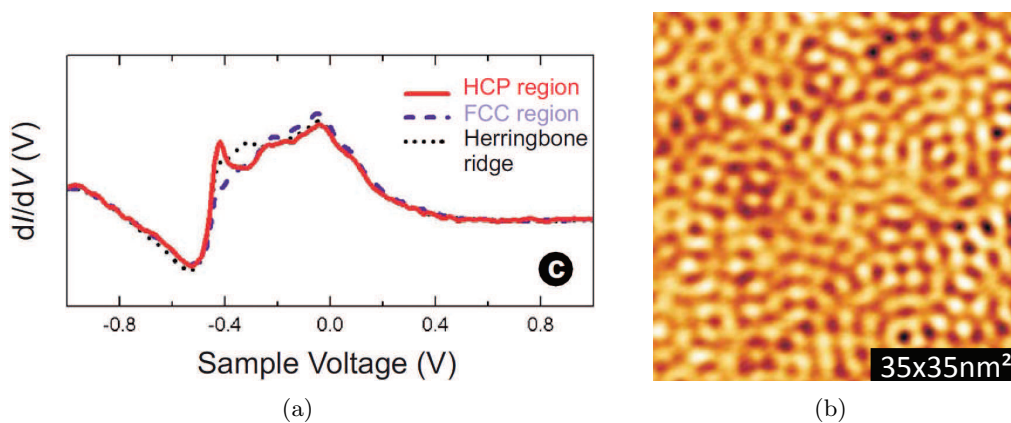 dI/dV (V)
HCP region
FCC region
Herringbone
ridge
C
-0.8
-0.4
0.0
0.4
0.8
Sample Voltage (V)
(a)
35x35nm²
(b)